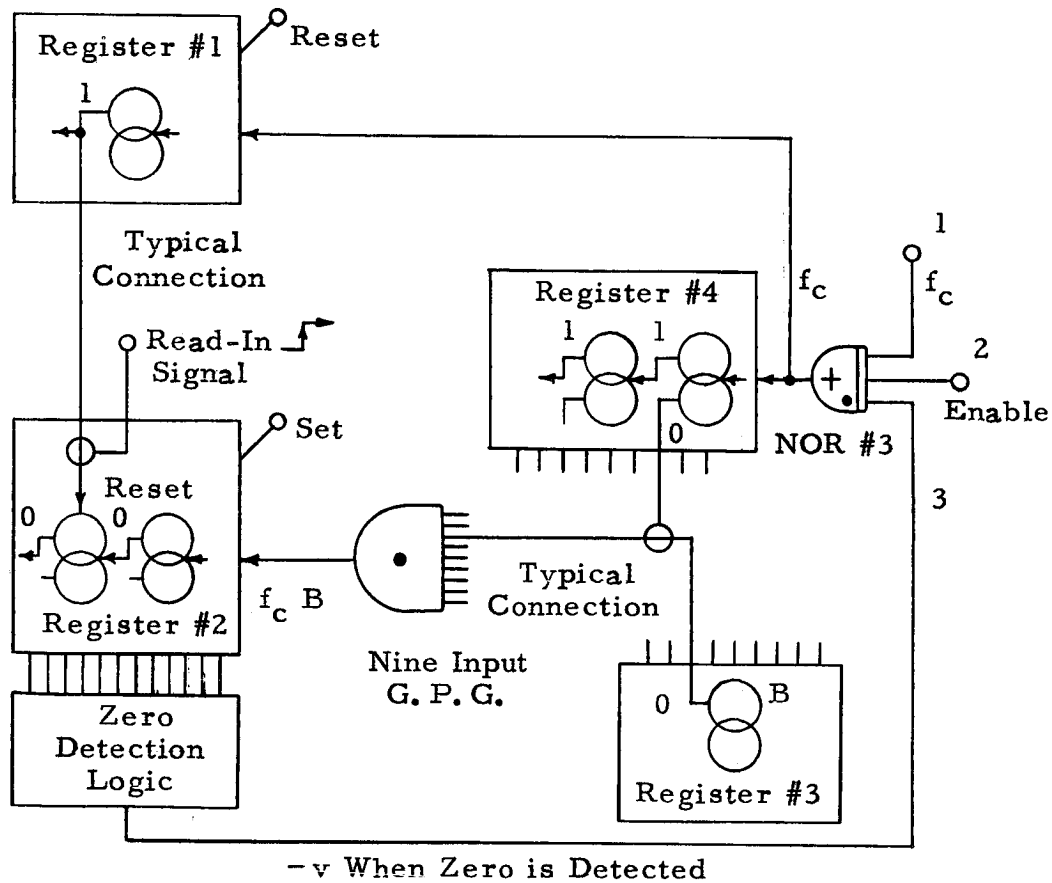 Register #1
Reset
1
Typical
Connection
1
f_c
2
Enable
3
NOR #3
+
f_c
Register #4
1
1
0
Read-In
Signal
Set
Reset
0
0
Register #2
f_c B
Nine Input
G. P. G.
Typical
Connection
0
B
Register #3
Zero
Detection
Logic
-v When Zero is Detected